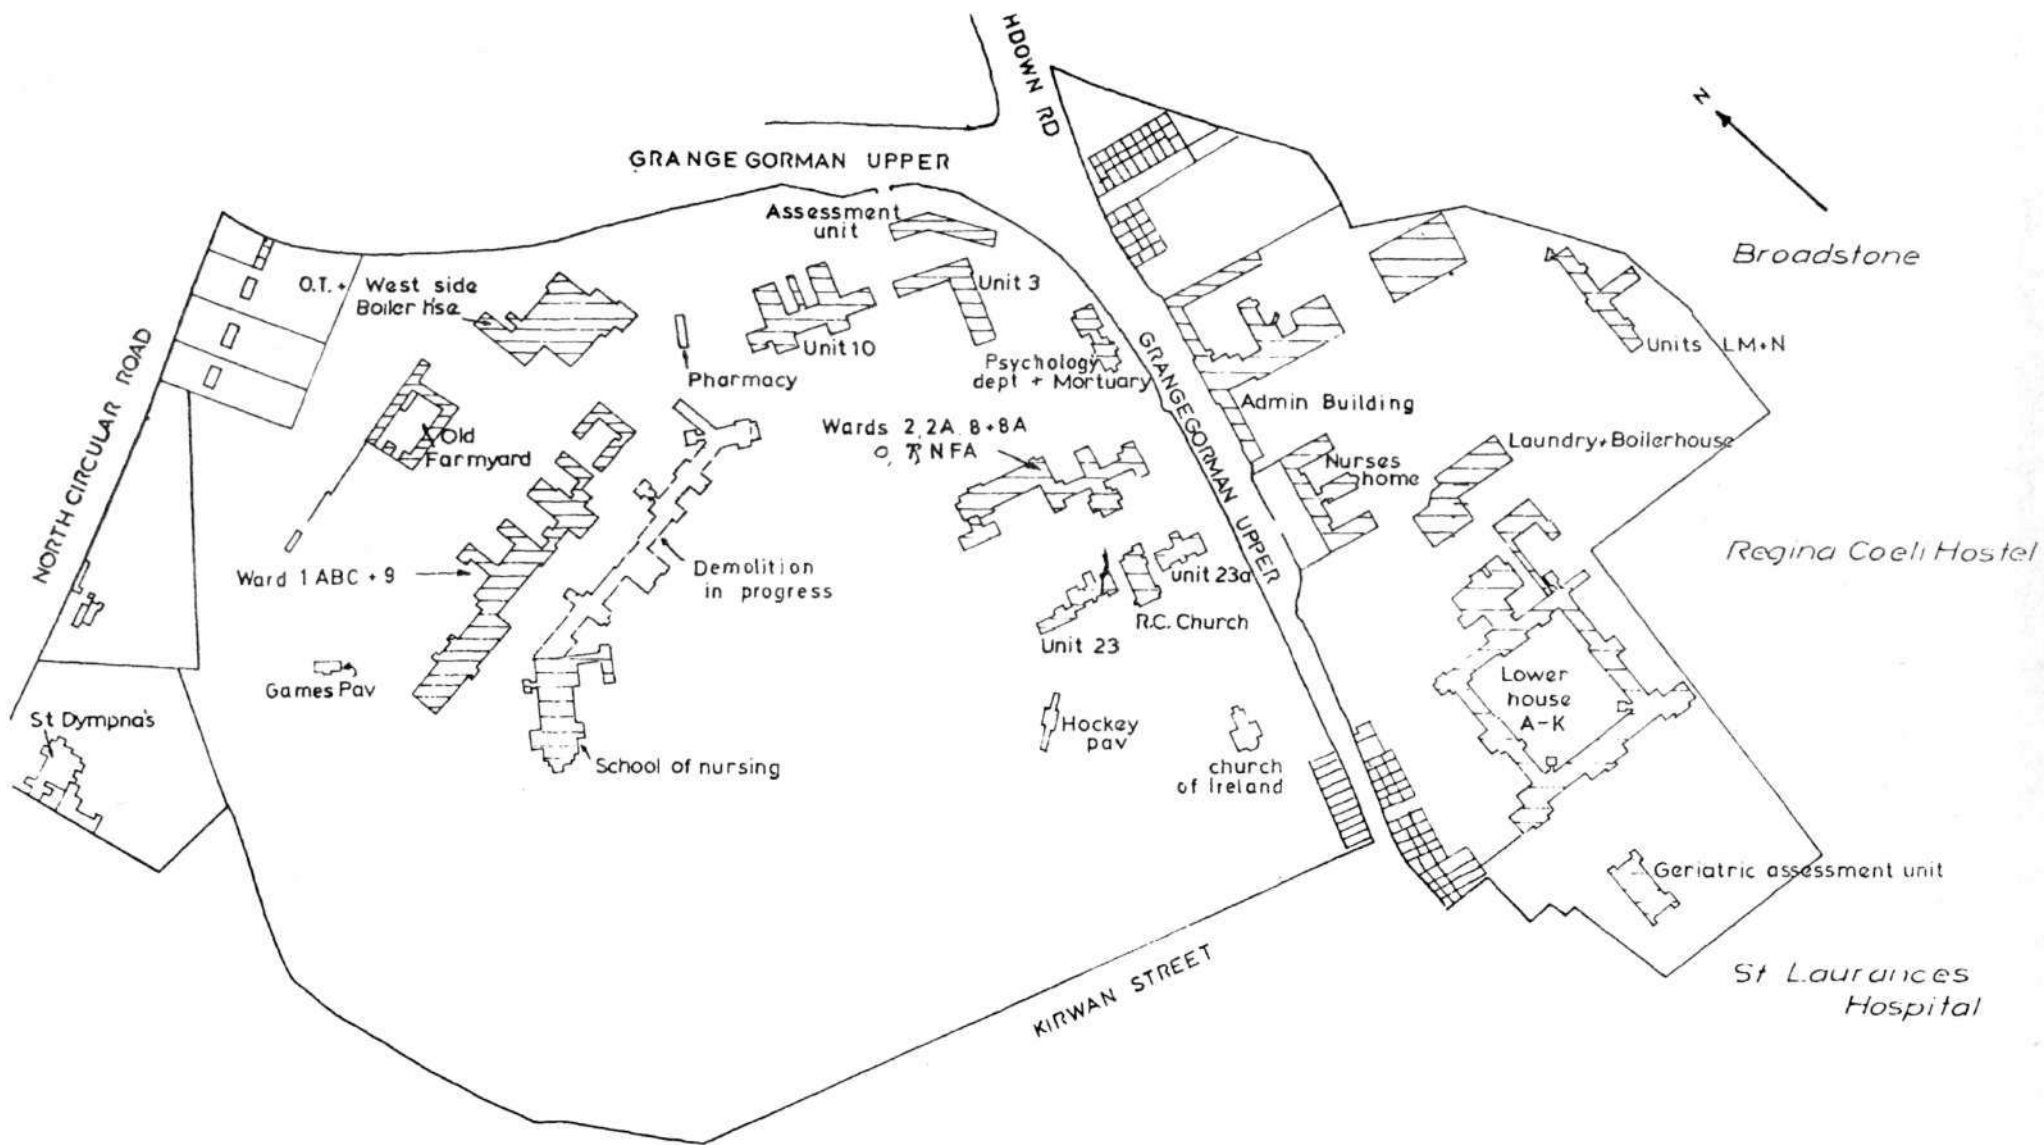 HDOWN RD
GRANGEGORMAN UPPER
N
Assessment
unit
Broadstone
O.T. + West side
Boiler hse
Unit 3
Unit 10
Units LM+N
Pharmacy
Psychology
dept + Mortuary
GRANGEGORMAN UPPER
NORTH CIRCULAR ROAD
Admin Building
Old
Farmyard
Wards 2, 2A. 8+8A
N FA
Laundry+Boilerhouse
Nurses
home
Regina Coeli Hostel
Ward 1 ABC + 9
Demolition
in progress
unit 23a
R.C. Church
Unit 23
Games Pav
Lower
house
A-K
St Dympna's
Hockey
pav
School of nursing
church
of Ireland
Geriatric assessment unit
KIRWAN STREET
St Laurances
Hospital